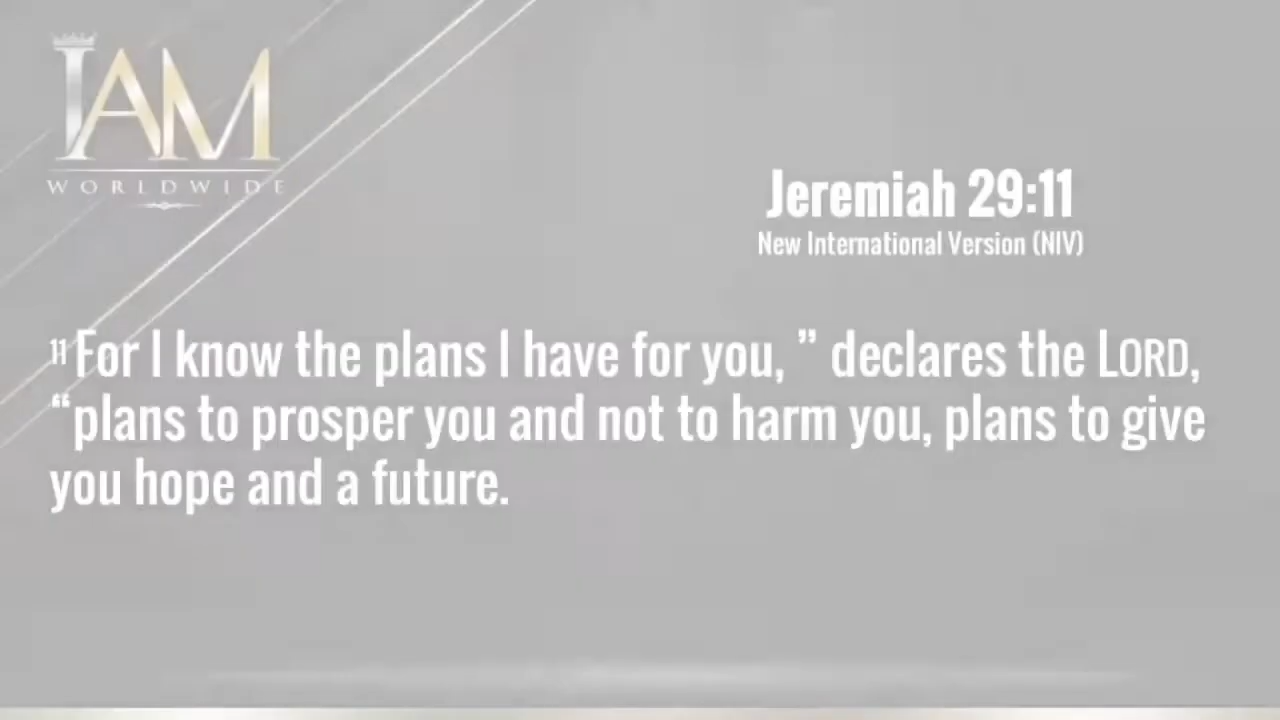 IAM
WORLDWIDE
Jeremiah 29:11
New International Version (NIV)
11 For I know the plans I have for you, ” declares the LORD,
“plans to prosper you and not to harm you, plans to give
you hope and a future.